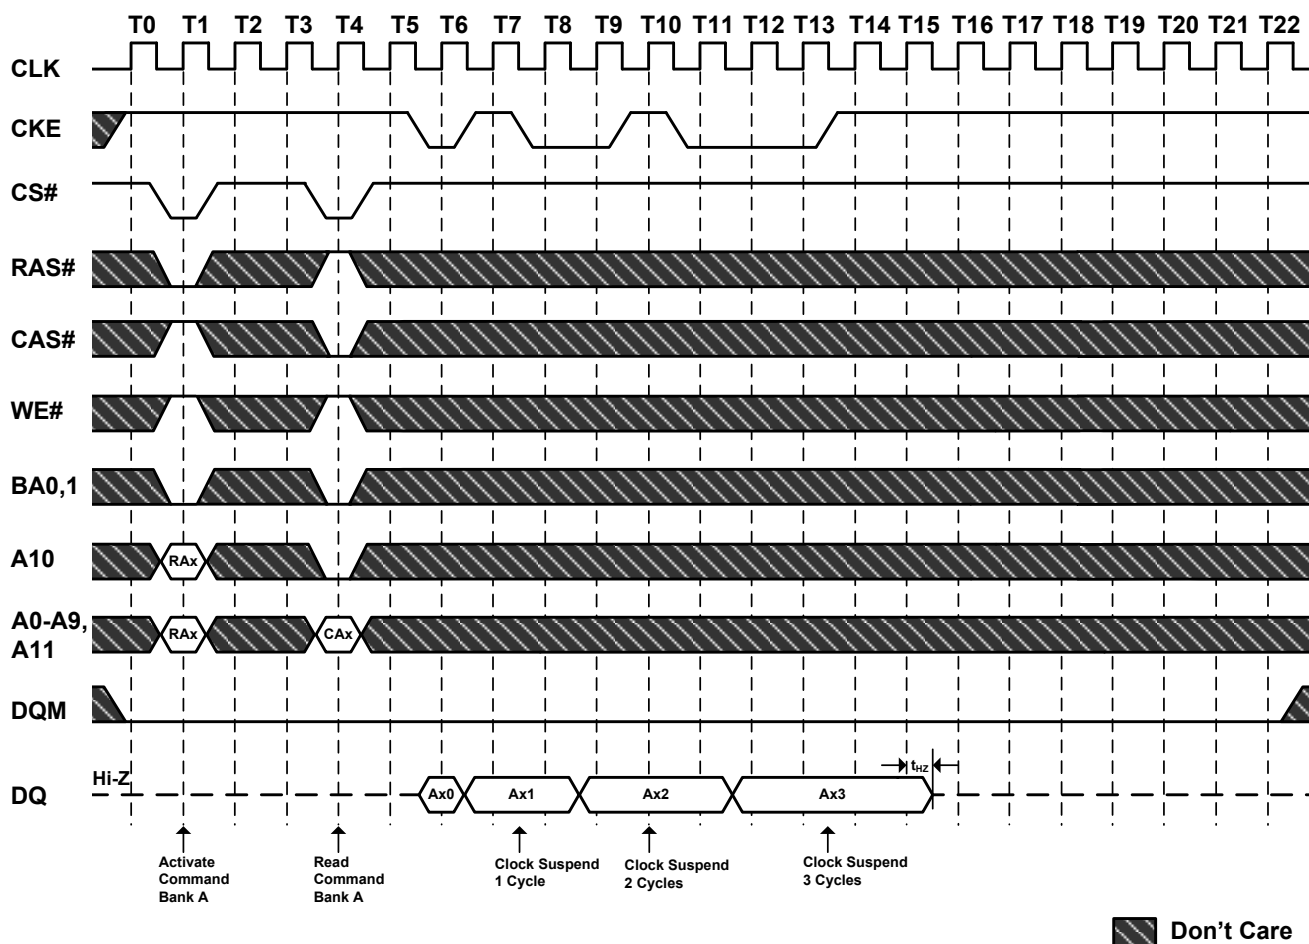 T0 T1 T2 T3 T4 T5 T6 T7 T8 T9 T10 T11 T12 T13 T14 T15 T16 T17 T18 T19 T20 T21 T22
CLK
CKE
CS#
RAS#
CAS#
WE#
BA0,1
A10
RAx
A0-A9,
A11
RAx
CAx
DQM
Hi-Z
DQ
Ax0
Ax1
Ax2
Ax3
tHZ
Activate
Command
Bank A
Read
Command
Bank A
Clock Suspend
1 Cycle
Clock Suspend
2 Cycles
Clock Suspend
3 Cycles
Don't Care